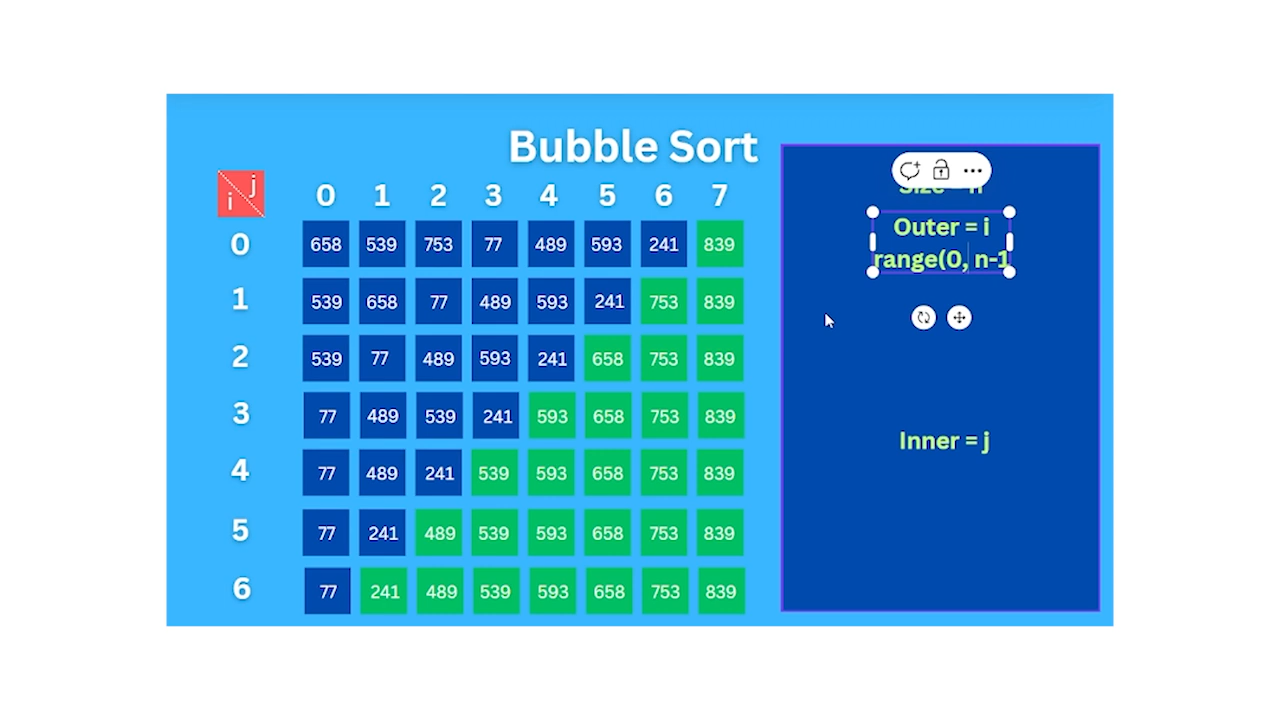 Bubble Sort
Size = n
j
i
0 1 2 3 4 5 6 7
0 658 539 753 77 489 593 241 839
1 539 658 77 489 593 241 753 839
2 539 77 489 593 241 658 753 839
3 77 489 539 241 593 658 753 839
4 77 489 241 539 593 658 753 839
5 77 241 489 539 593 658 753 839
6 77 241 489 539 593 658 753 839
Outer = i
range(0, n-1
Inner = j